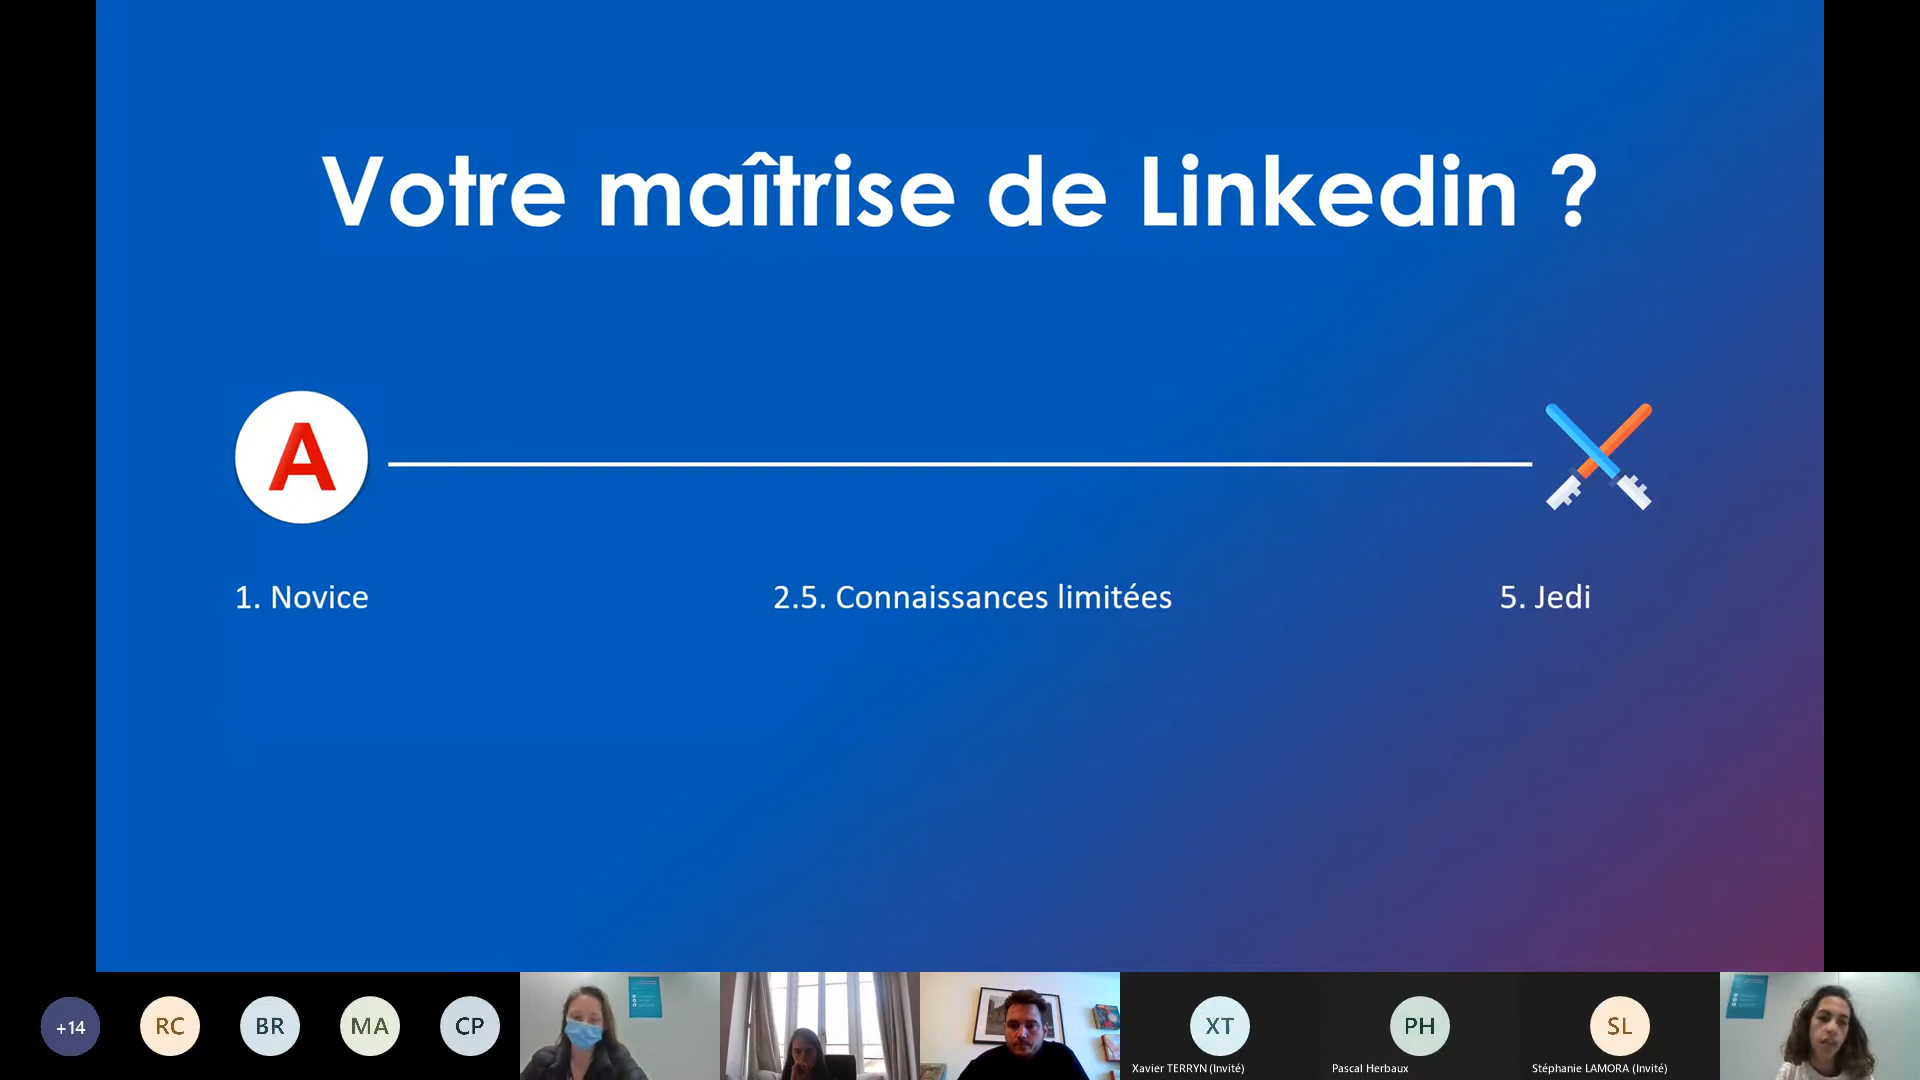 Votre maîtrise de Linkedin ?
A
1. Novice
2.5. Connaissances limitées
5. Jedi
+14
RC
BR
MA
CP
XT
Xavier TERRYN (Invité)
PH
Pascal Herbaux
SL
Stéphanie LAMORA (Invité)